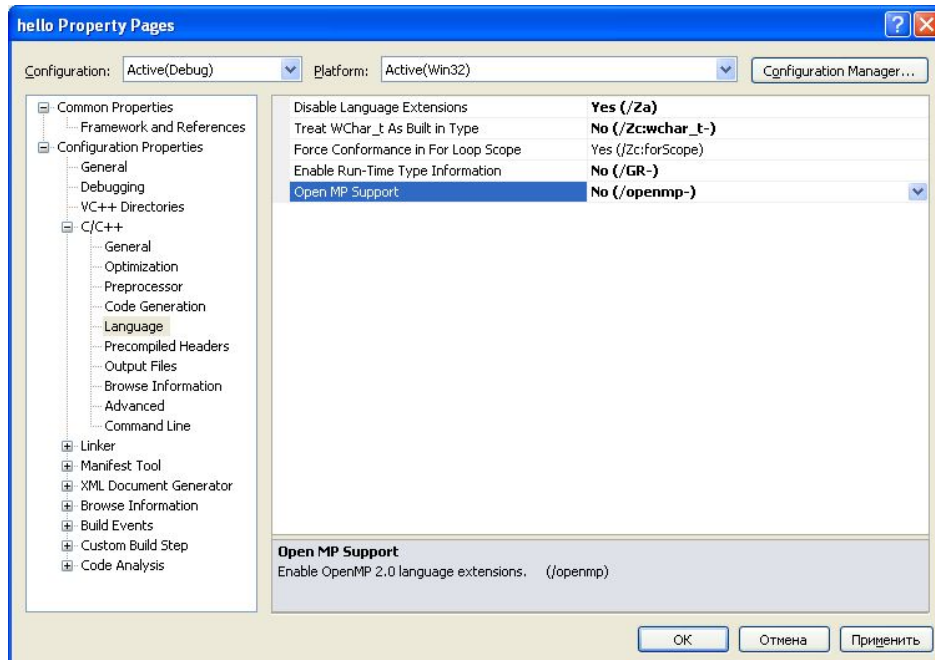 hello Property Pages
Configuration: Active(Debug) Platform: Active(Win32) Configuration Manager...
Common Properties
Framework and References
Configuration Properties
General
Debugging
VC++ Directories
C/C++
General
Optimization
Preprocessor
Code Generation
Language
Precompiled Headers
Output Files
Browse Information
Advanced
Command Line
Linker
Manifest Tool
XML Document Generator
Browse Information
Build Events
Custom Build Step
Code Analysis
Disable Language Extensions Yes (/Za)
Treat WChar_t As Built in Type No (/Zc:wchar_t-)
Force Conformance in For Loop Scope Yes (/Zc:forScope)
Enable Run-Time Type Information No (/GR-)
Open MP Support No (/openmp-)
Open MP Support
Enable OpenMP 2.0 language extensions. (/openmp)
OK Отмена Применить